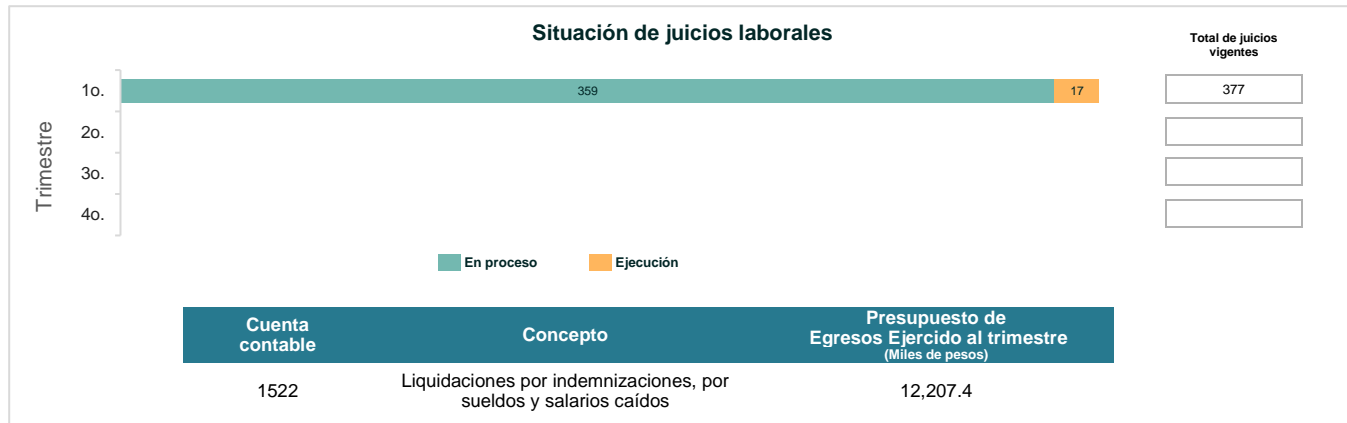 Situación de juicios laborales
Total de juicios
vigentes
Trimestre
1o.
359
17
377
2o.
3o.
4o.
En proceso
Ejecución
Cuenta
contable
Concepto
Presupuesto de
Egresos Ejercido al trimestre
(Miles de pesos)
1522
Liquidaciones por indemnizaciones, por
sueldos y salarios caídos
12,207.4